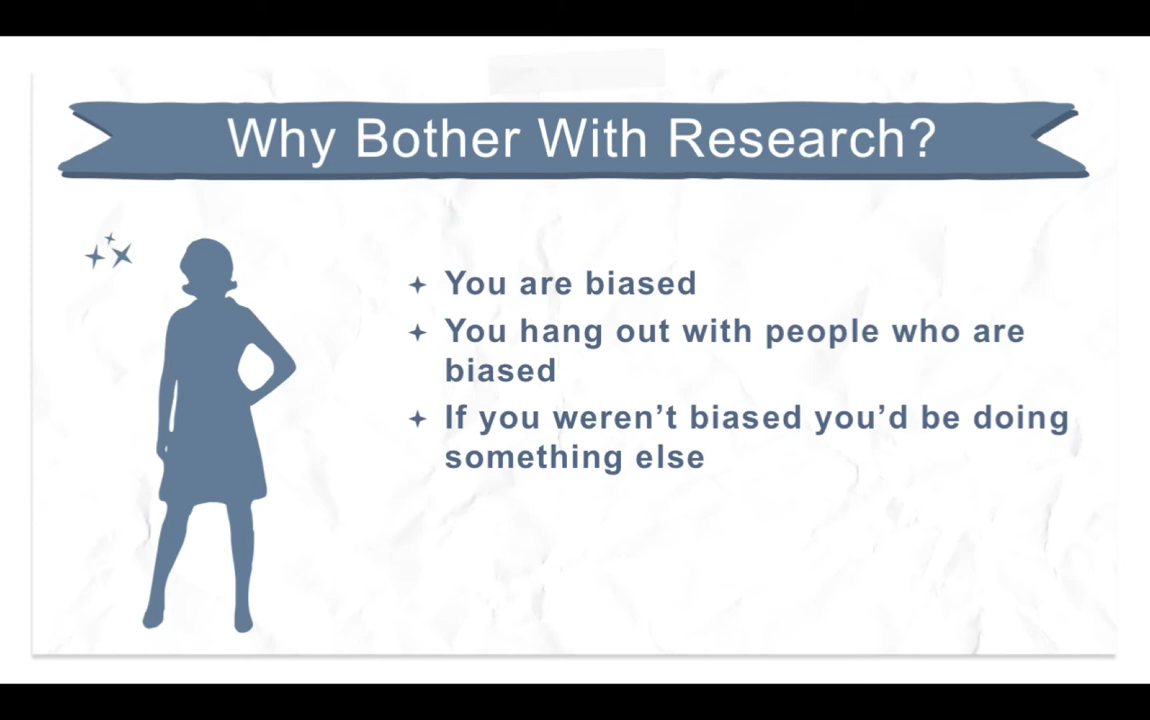 Why Bother With Research?
You are biased
You hang out with people who are
biased
If you weren’t biased you’d be doing
something else